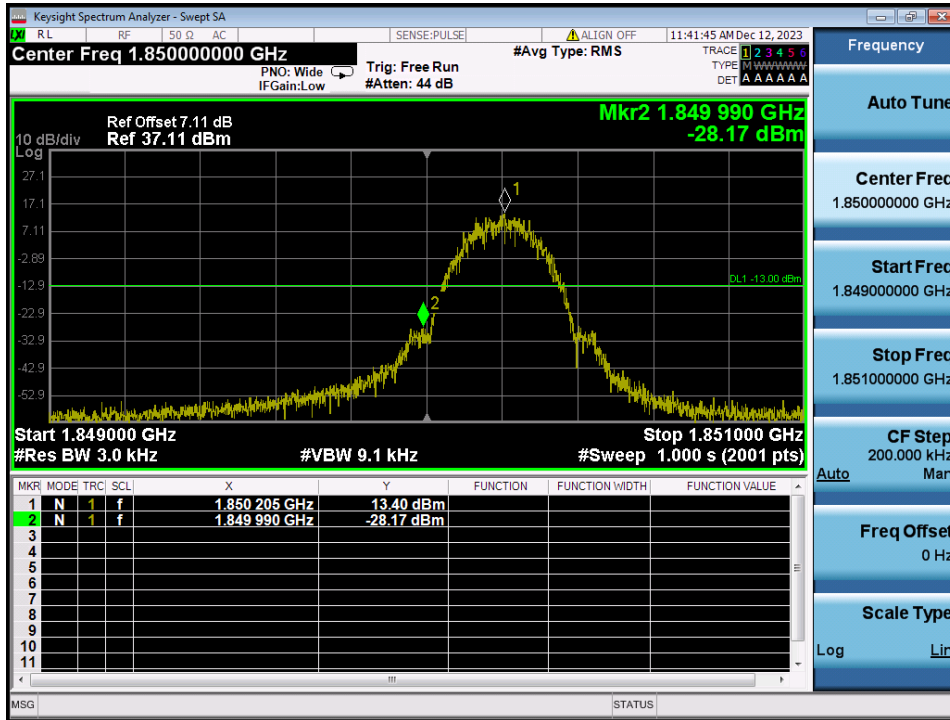 Keysight Spectrum Analyzer - Swept SA
LXI RL RF 50 Ω AC SENSE:PULSE ALIGN OFF 11:41:45 AM Dec 12, 2023
Center Freq 1.850000000 GHz
PNO: Wide
IFGain:Low
Trig: Free Run
#Atten: 44 dB
#Avg Type: RMS
TRACE 1 2 3 4 5 6
TYPE M W W W W W
DET A A A A A A
Mkr2 1.849 990 GHz
-28.17 dBm
Ref Offset 7.11 dB
10 dB/div Ref 37.11 dBm
Log
27.1
17.1
7.11
-2.89
-12.9
-22.9
-32.9
-42.9
-52.9
1
2
DL1 -13.00 dBm
Start 1.849000 GHz Stop 1.851000 GHz
#Res BW 3.0 kHz #VBW 9.1 kHz #Sweep 1.000 s (2001 pts)
MKR MODE TRC SCL X Y FUNCTION FUNCTION WIDTH FUNCTION VALUE
1 N 1 f 1.850 205 GHz 13.40 dBm
2 N 1 f 1.849 990 GHz -28.17 dBm
3
4
5
6
7
8
9
10
11
MSG STATUS
Frequency
Auto Tune
Center Freq
1.850000000 GHz
Start Freq
1.849000000 GHz
Stop Freq
1.851000000 GHz
CF Step
200.000 kHz
Auto Man
Freq Offset
0 Hz
Scale Type
Log Lin